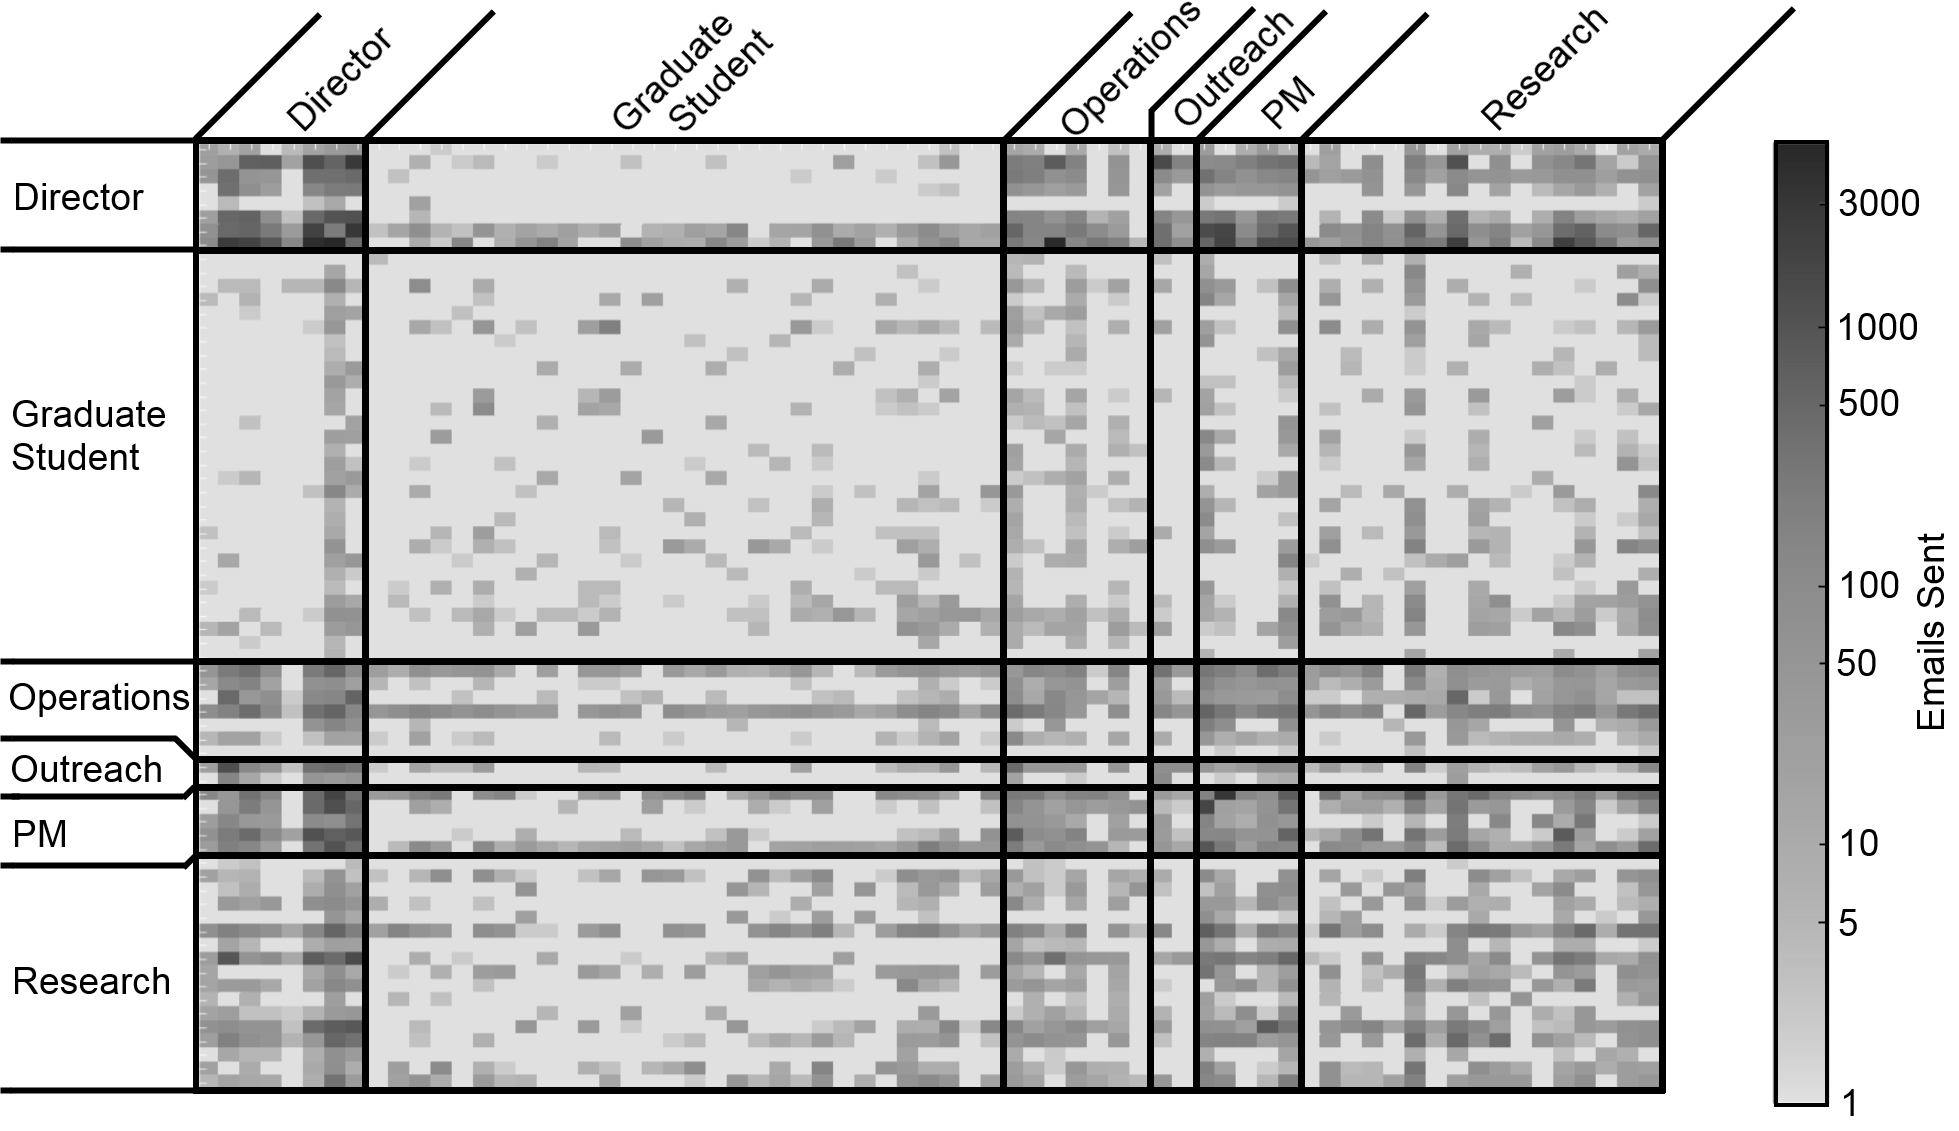 Director
Graduate
Student
Operations
Outreach
PM
Research
Director
Graduate
Student
Operations
Outreach
PM
Research
3000
1000
500
100
50
10
5
1
Emails Sent